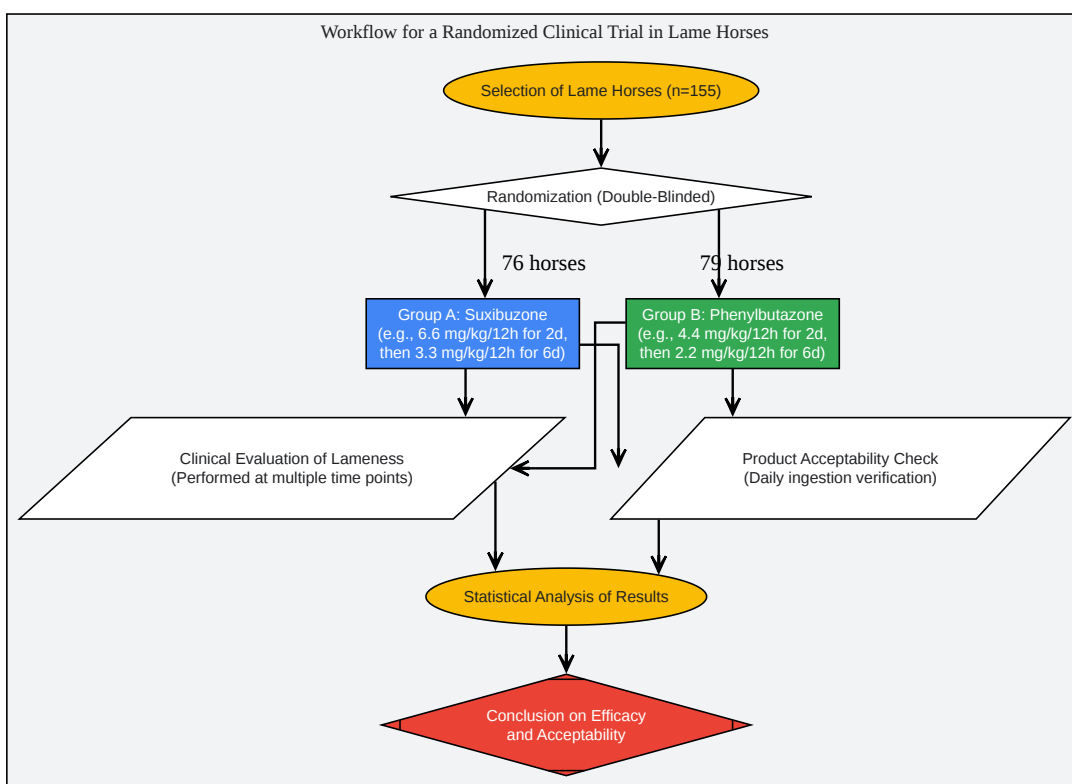 Workflow for a Randomized Clinical Trial in Lame Horses
Selection of Lame Horses (n=155)
Randomization (Double-Blinded)
76 horses
79 horses
Group A: Suxibuzone
(e.g., 6.6 mg/kg/12h for 2d,
then 3.3 mg/kg/12h for 6d)
Group B: Phenylbutazone
(e.g., 4.4 mg/kg/12h for 2d,
then 2.2 mg/kg/12h for 6d)
Clinical Evaluation of Lameness
(Performed at multiple time points)
Product Acceptability Check
(Daily ingestion verification)
Statistical Analysis of Results
Conclusion on Efficacy
and Acceptability